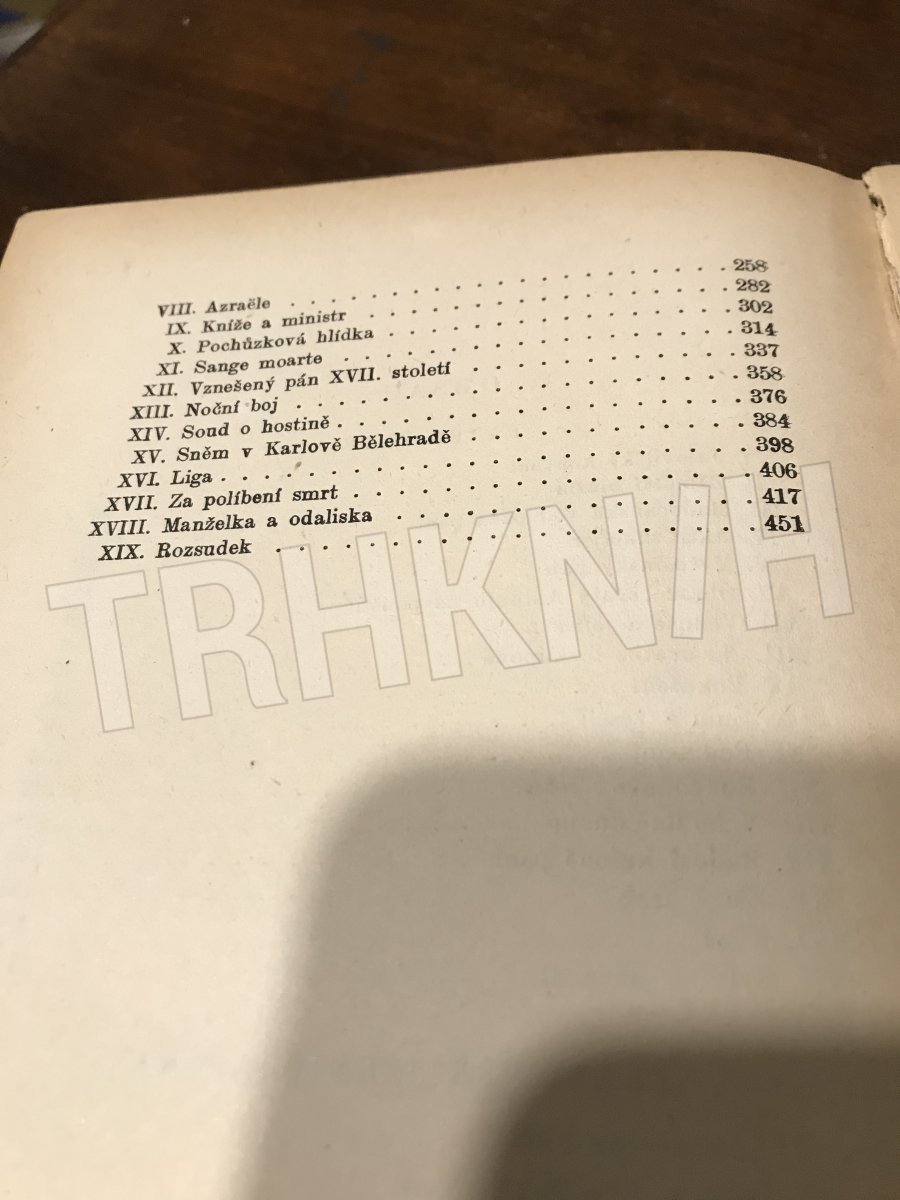 VIII. Azraële . . . . . . . . . . . . . . . . . 258
IX. Kníže a ministr . . . . . . . . . . . . . . 282
X. Pochůzková hlídka . . . . . . . . . . . . . 302
XI. Sange moarte . . . . . . . . . . . . . . . 314
XII. Vznešený pán XVII. století . . . . . . . . . . 337
XIII. Noční boj . . . . . . . . . . . . . . . . . 358
XIV. Soud o hostině . . . . . . . . . . . . . . . 376
XV. Sněm v Karlově Bělehradě . . . . . . . . . . 384
XVI. Liga . . . . . . . . . . . . . . . . . . . 398
XVII. Za políbení smrt . . . . . . . . . . . . . . 406
XVIII. Manželka a odaliska . . . . . . . . . . . . 417
XIX. Rozsudek . . . . . . . . . . . . . . . . . 451
TRHKNIH